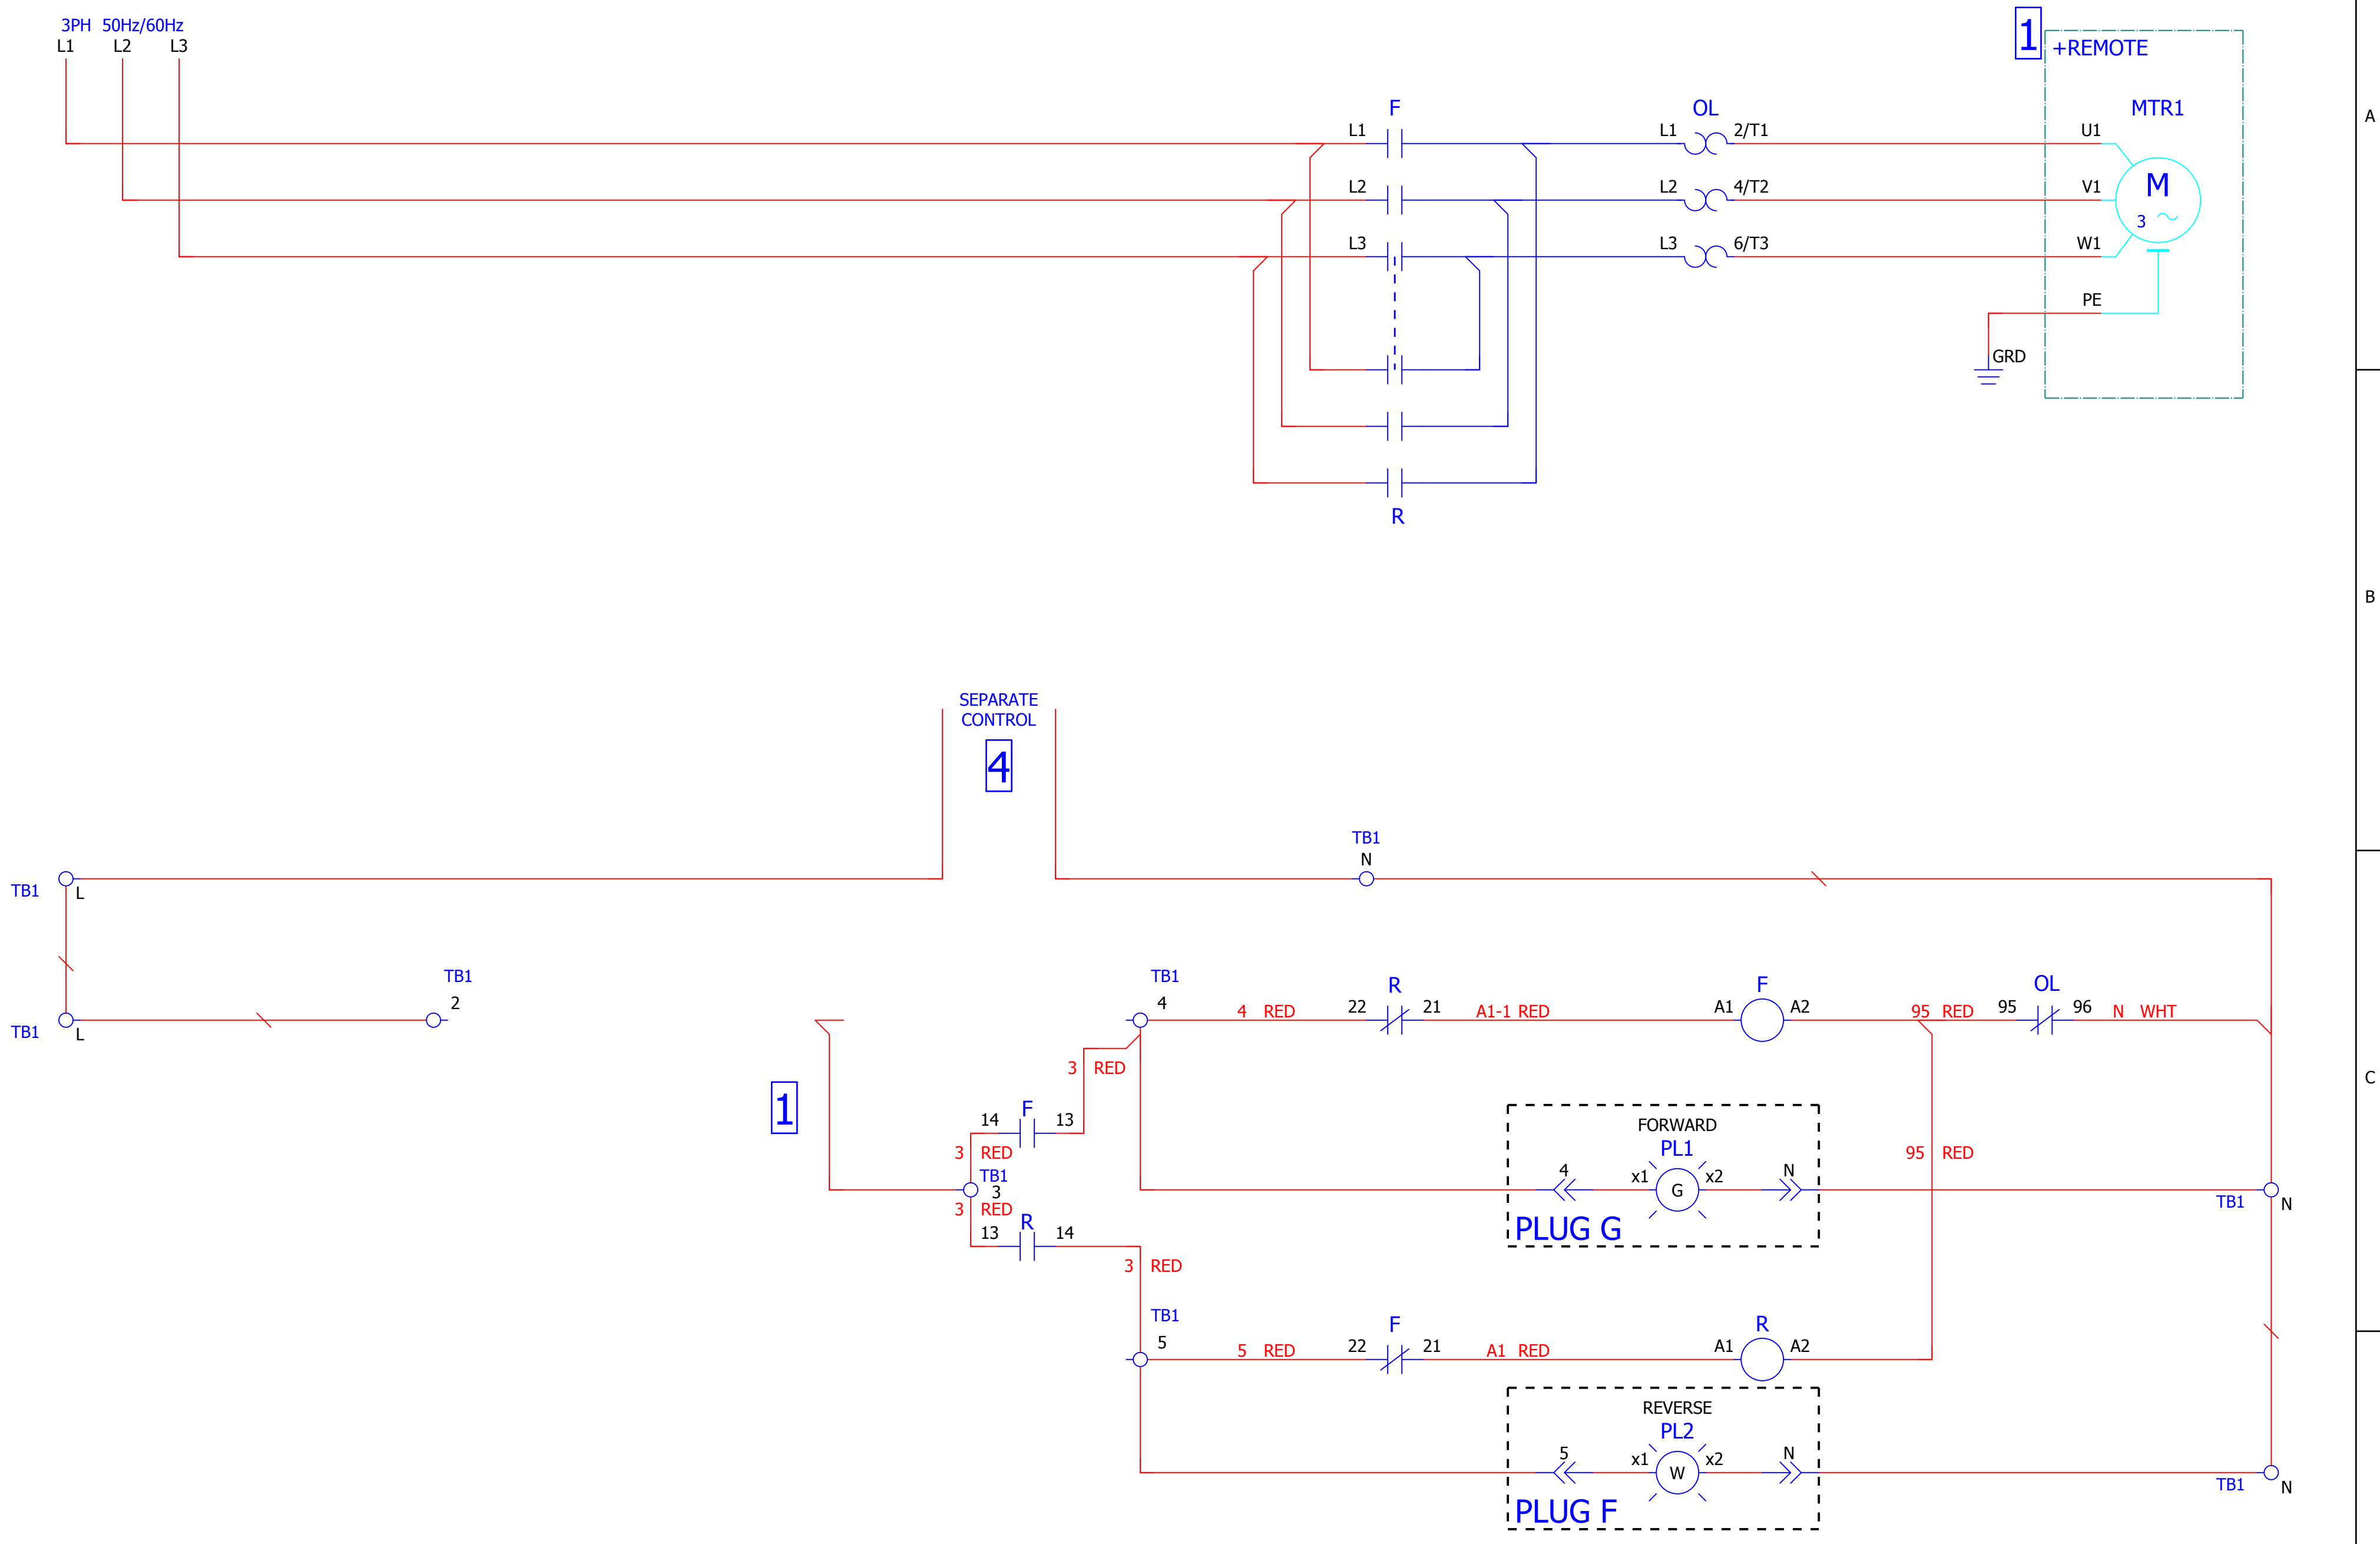 3PH 50Hz/60Hz
L1 L2 L3
1
+REMOTE
A
F
OL
MTR1
L1
L1
2/T1
U1
L2
L2
4/T2
V1
M
3
L3
L3
6/T3
W1
PE
GRD
R
B
SEPARATE
CONTROL
4
TB1
N
TB1
L
TB1
2
TB1
L
TB1
4
4 RED
R
22
21
A1-1 RED
F
A1
A2
95 RED
OL
95
96
N WHT
3 RED
C
1
F
14
13
3 RED
TB1
3
3 RED
R
13
14
3 RED
FORWARD
PL1
4
x1
G
x2
N
PLUG G
95 RED
TB1
N
TB1
5
5 RED
F
22
21
A1 RED
R
A1
A2
REVERSE
PL2
5
x1
W
x2
N
PLUG F
TB1
N